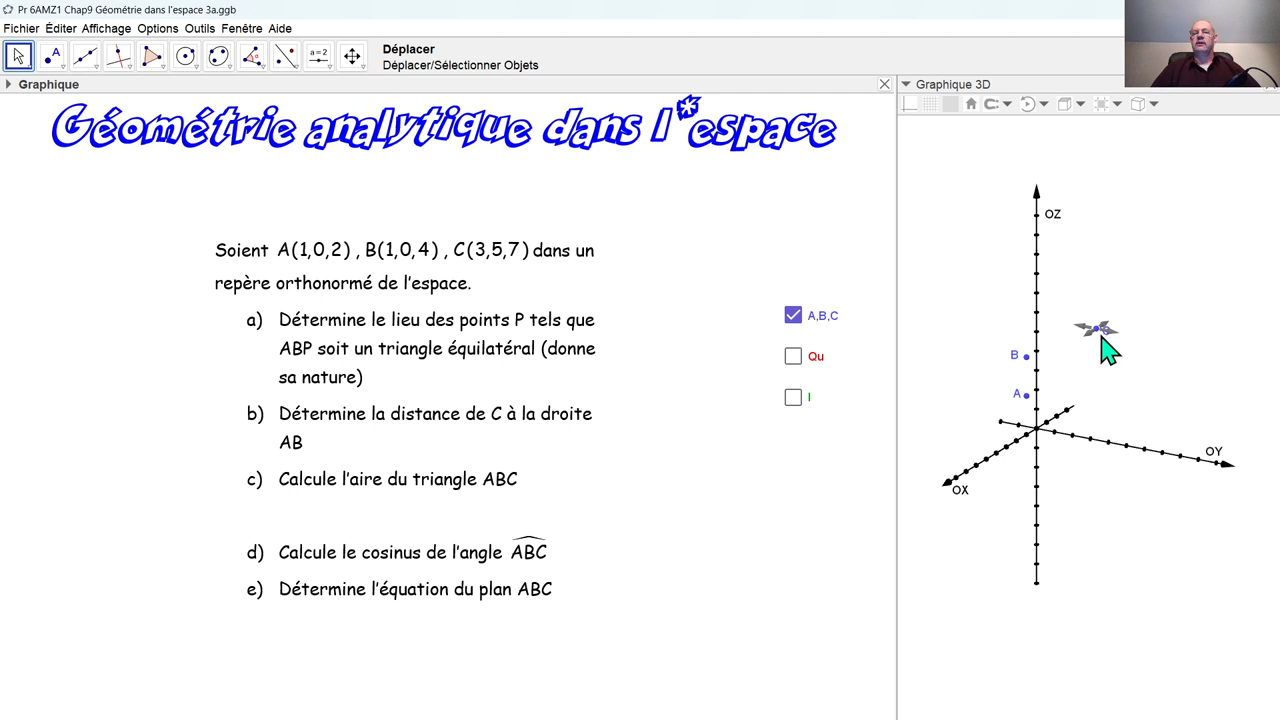 Pr 6AMZ1 Chap9 Géométrie dans l'espace 3a.ggb
Fichier Éditer Affichage Options Outils Fenêtre Aide
A
a=2
Déplacer
Déplacer/Sélectionner Objets
Graphique
Graphique 3D
Géométrie analytique dans l'espace
Soient A(1,0,2) , B(1,0,4) , C(3,5,7) dans un
repère orthonormé de l'espace.
a) Détermine le lieu des points P tels que
ABP soit un triangle équilatéral (donne
sa nature)
b) Détermine la distance de C à la droite
AB
c) Calcule l'aire du triangle ABC
d) Calcule le cosinus de l'angle ABC
e) Détermine l'équation du plan ABC
A,B,C
Qu
I
OZ
B
A
OY
OX